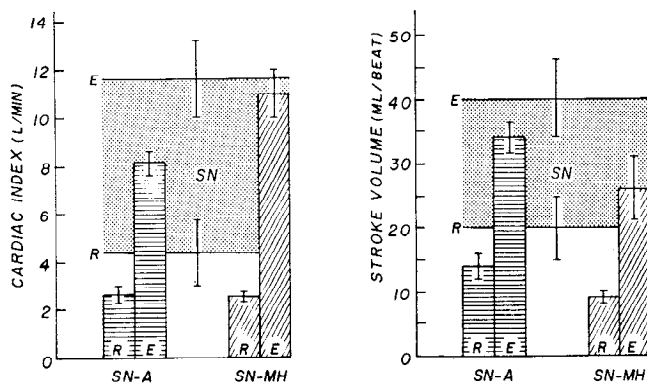 CARDIAC INDEX (L/MIN)
14
12
10
8
6
4
2
0
E
R
SN
R E
R E
SN-A SN-MH
STROKE VOLUME (ML/BEAT)
50
40
30
20
10
0
E
R
SN
R E
R E
SN-A SN-MH